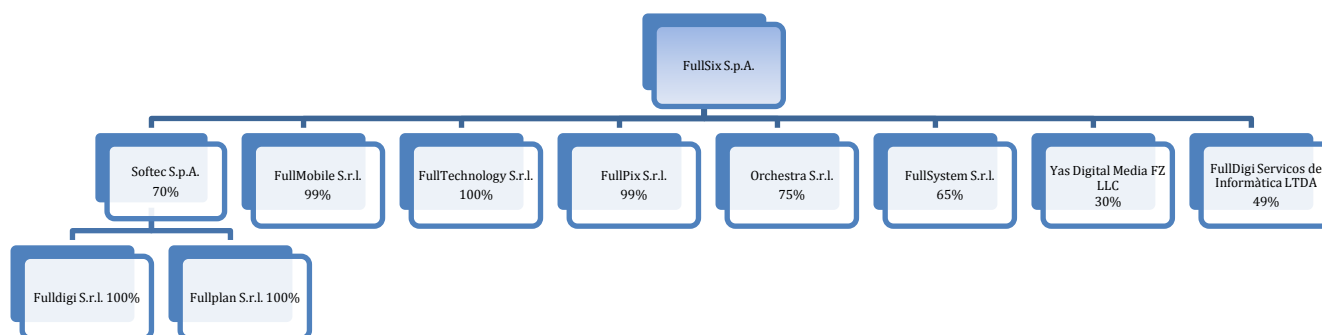 FullSix S.p.A.
Softec S.p.A.
70%
FullMobile S.r.l.
99%
FullTechnology S.r.l.
100%
FullPix S.r.l.
99%
Orchestra S.r.l.
75%
FullSystem S.r.l.
65%
Yas Digital Media FZ
LLC
30%
FullDigi Servicos de
Informàtica LTDA
49%
Fulldigi S.r.l. 100%
Fullplan S.r.l. 100%